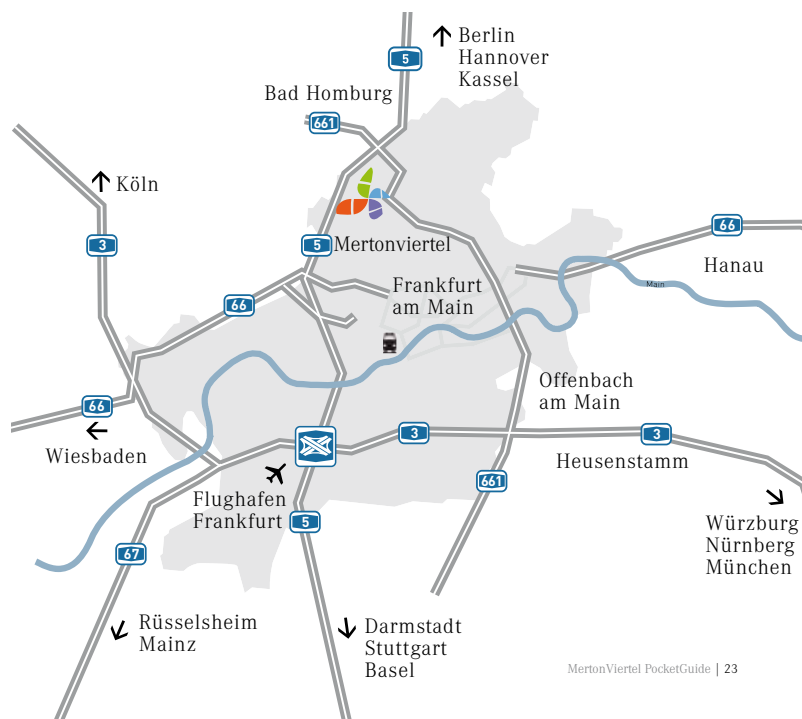 Berlin
Hannover
Kassel
5
Bad Homburg
661
Köln
3
5
Mertonviertel
66
Hanau
Main
Frankfurt
am Main
66
Offenbach
am Main
66
Wiesbaden
3
3
Heusenstamm
661
Flughafen
Frankfurt
5
Würzburg
Nürnberg
München
67
Rüsselsheim
Mainz
Darmstadt
Stuttgart
Basel
MertonViertel PocketGuide | 23